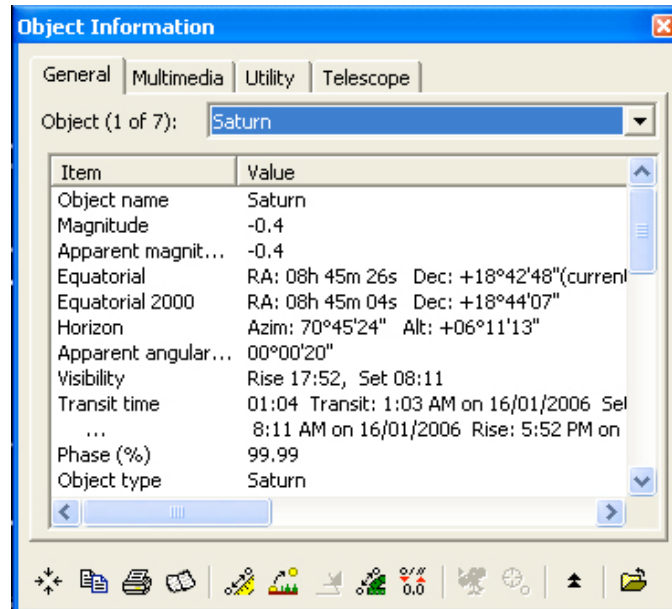 Object Information
General Multimedia Utility Telescope
Object (1 of 7): Saturn
Item Value
Object name Saturn
Magnitude -0.4
Apparent magnit... -0.4
Equatorial RA: 08h 45m 26s Dec: +18°42'48"(current
Equatorial 2000 RA: 08h 45m 04s Dec: +18°44'07"
Horizon Azim: 70°45'24" Alt: +06°11'13"
Apparent angular... 00°00'20"
Visibility Rise 17:52, Set 08:11
Transit time 01:04 Transit: 1:03 AM on 16/01/2006 Set
... 8:11 AM on 16/01/2006 Rise: 5:52 PM on
Phase (%) 99.99
Object type Saturn